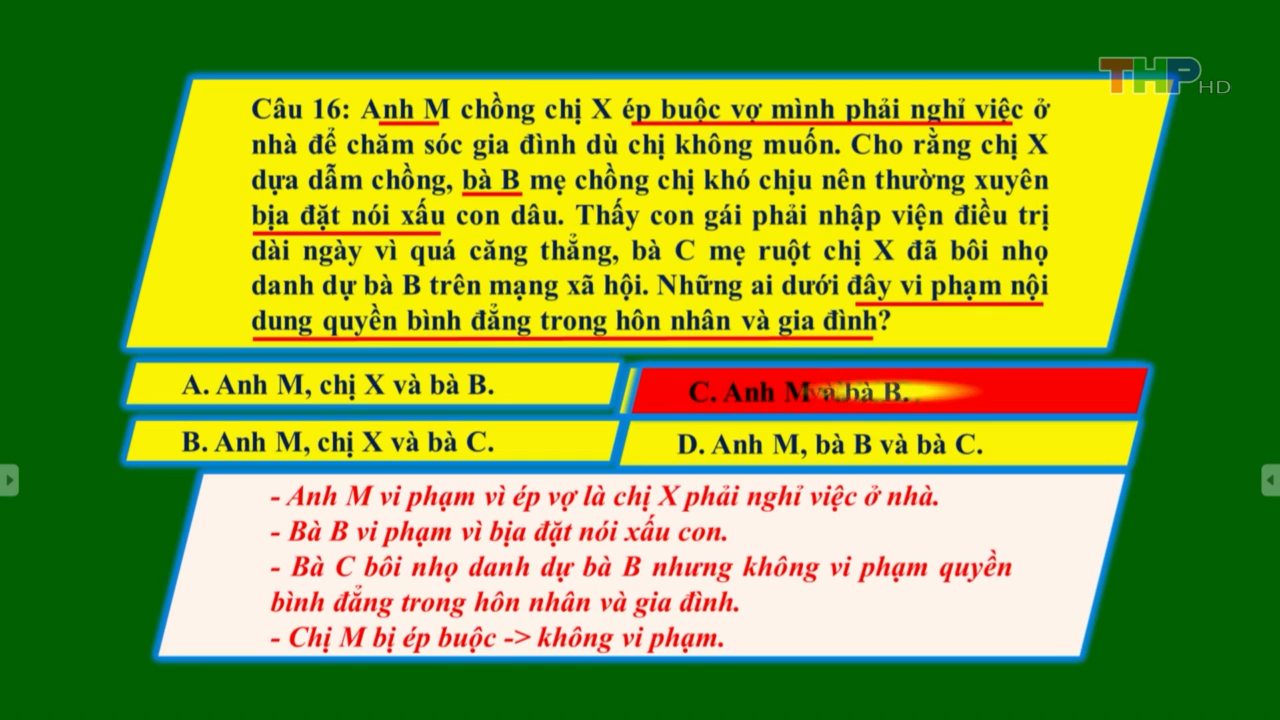 THP HD
Câu 16: Anh M chồng chị X ép buộc vợ mình phải nghỉ việc ở
nhà để chăm sóc gia đình dù chị không muốn. Cho rằng chị X
dựa dẫm chồng, bà B mẹ chồng chị khó chịu nên thường xuyên
bịa đặt nói xấu con dâu. Thấy con gái phải nhập viện điều trị
dài ngày vì quá căng thẳng, bà C mẹ ruột chị X đã bôi nhọ
danh dự bà B trên mạng xã hội. Những ai dưới đây vi phạm nội
dung quyền bình đẳng trong hôn nhân và gia đình?
A. Anh M, chị X và bà B.
C. Anh M và bà B.
B. Anh M, chị X và bà C.
D. Anh M, bà B và bà C.
- Anh M vi phạm vì ép vợ là chị X phải nghỉ việc ở nhà.
- Bà B vi phạm vì bịa đặt nói xấu con.
- Bà C bôi nhọ danh dự bà B nhưng không vi phạm quyền
bình đẳng trong hôn nhân và gia đình.
- Chị M bị ép buộc -> không vi phạm.